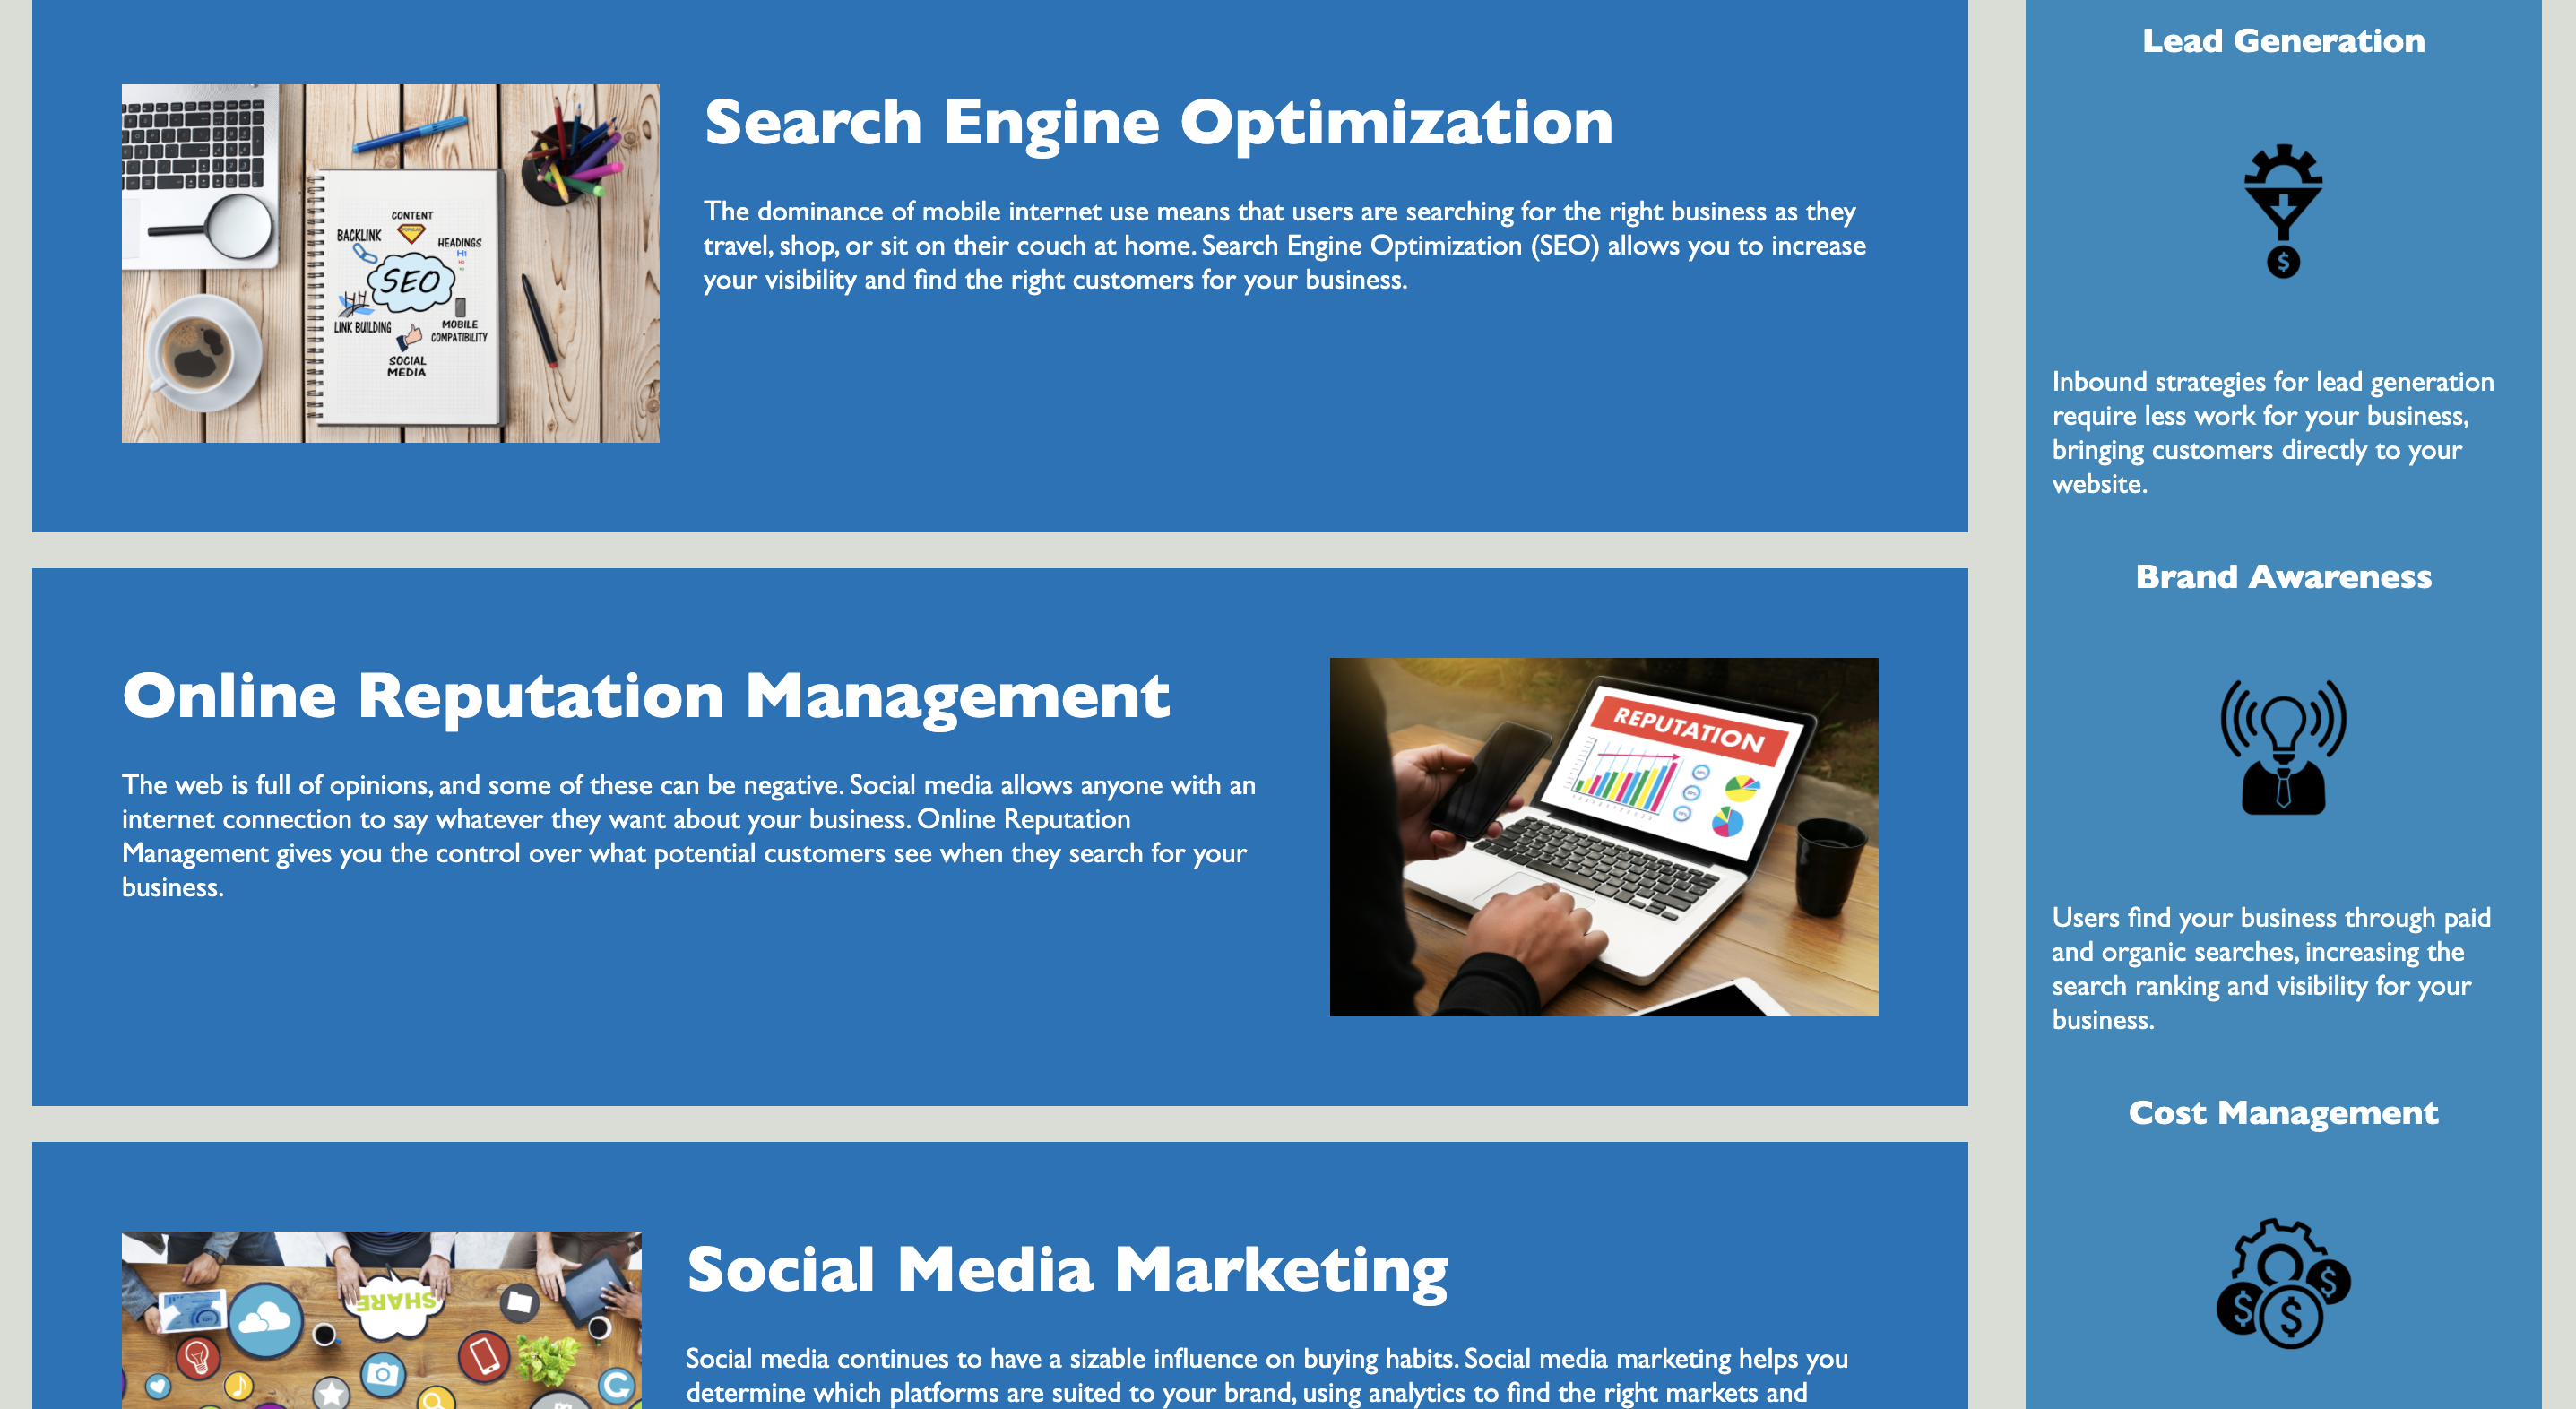 Search Engine Optimization
The dominance of mobile internet use means that users are searching for the right business as they
travel, shop, or sit on their couch at home. Search Engine Optimization (SEO) allows you to increase
your visibility and find the right customers for your business.
CONTENT
BACKLINK
HEADINGS
H1
SEO
LINK BUILDING
MOBILE
COMPATIBILITY
SOCIAL
MEDIA
Online Reputation Management
The web is full of opinions, and some of these can be negative. Social media allows anyone with an
internet connection to say whatever they want about your business. Online Reputation
Management gives you the control over what potential customers see when they search for your
business.
REPUTATION
Social Media Marketing
Social media continues to have a sizable influence on buying habits. Social media marketing helps you
determine which platforms are suited to your brand, using analytics to find the right markets and
SHARE
Lead Generation
$
Inbound strategies for lead generation
require less work for your business,
bringing customers directly to your
website.
Brand Awareness
Users find your business through paid
and organic searches, increasing the
search ranking and visibility for your
business.
Cost Management
$ $ $